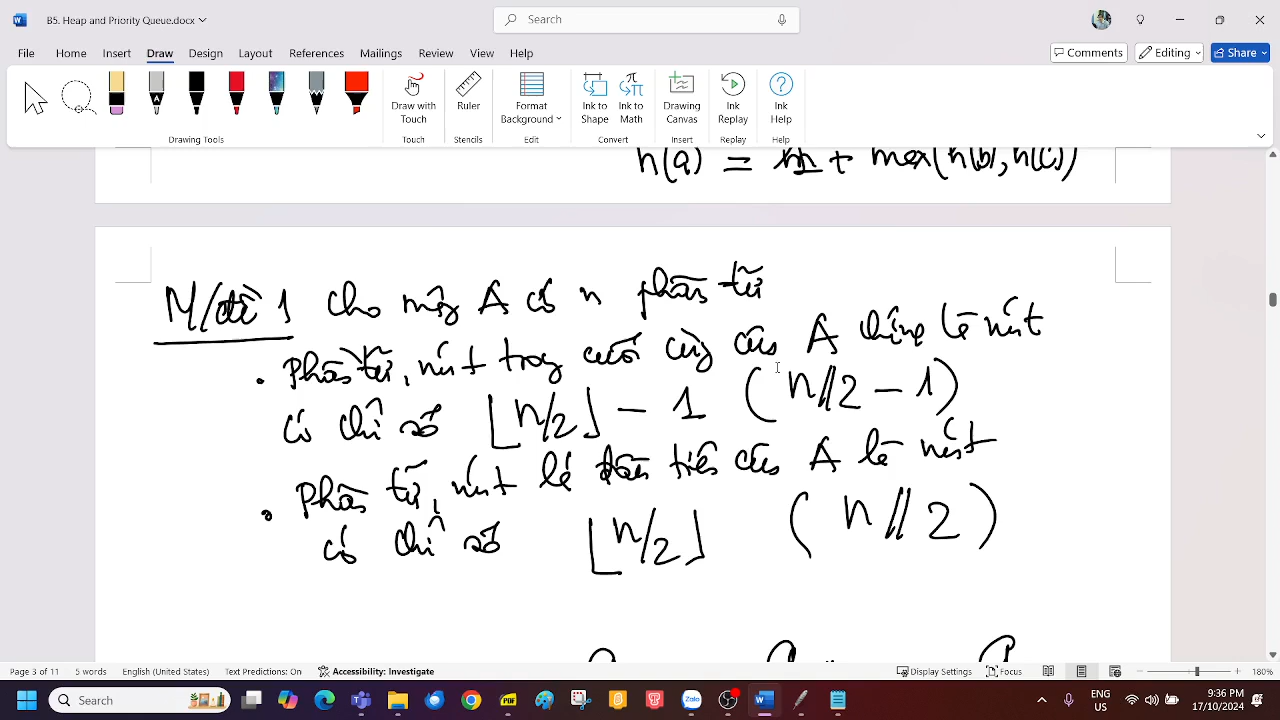 B5. Heap and Priority Queue.docx
Search
File Home Insert Draw Design Layout References Mailings Review View Help
Comments Editing Share
Draw with Touch
Ruler
Format Background
Ink to Shape
Ink to Math
Drawing Canvas
Ink Replay
Ink Help
Drawing Tools Touch Stencils Edit Convert Insert Replay Help
h(a) = + max(h(b), h(c))
M/đề 1 Cho mảng A có n phần tử
. Phần tử, nút trong cuối cùng của A chính là nút
có chỉ số ⌊n/2⌋ - 1 (n//2 - 1)
. Phần tử, nút lá đầu tiên của A là nút
có chỉ số ⌊n/2⌋ (n//2)
Page 3 of 11 5 words English (United States) Text Predictions: On Accessibility: Investigate Display Settings Focus 180%
Search ENG US 9:36 PM 17/10/2024